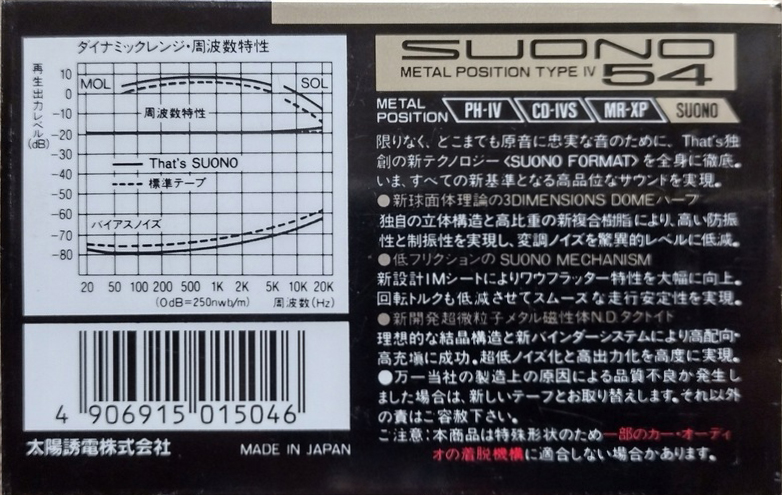 ダイナミックレンジ・周波数特性
再生出力レベル(dB)
10
0
-10
-20
-30
-40
-50
-60
-70
-80
MOL
SOL
周波数特性
That's SUONO
標準テープ
バイアスノイズ
20 50 100 200 500 1K 2K 5K 10K 20K
(0dB=250nwb/m) 周波数(Hz)
4 906915 015046
太陽誘電株式会社 MADE IN JAPAN
SUONO
METAL POSITION TYPE IV 54
METAL POSITION PH-IV CD-IVS MR-XP SUONO
限りなく、どこまでも原音に忠実な音のために、That's独
創の新テクノロジー〈SUONO FORMAT〉を全身に徹底。
いま、すべての新基準となる高品位なサウンドを実現。
●新球面体理論の3DIMENSIONS DOMEハーフ
独自の立体構造と高比重の新複合樹脂により、高い防振
性と制振性を実現し、変調ノイズを驚異的レベルに低減。
●低フリクションのSUONO MECHANISM
新設計IMシートによりワウフラッター特性を大幅に向上。
回転トルクも低減させてスムーズな走行安定性を実現。
●新開発超微粒子メタル磁性体N.D.タクトイド
理想的な結晶構造と新バインダーシステムにより高配向・
高充塡に成功。超低ノイズ化と高出力化を高度に実現。
●万一当社の製造上の原因による品質不良が発生し
ました場合は、新しいテープとお取り替えします。それ以外
の責はご容赦下さい。
ご注意:本商品は特殊形状のため一部のカー・オーディ
オの着脱機構に適合しない場合があります。